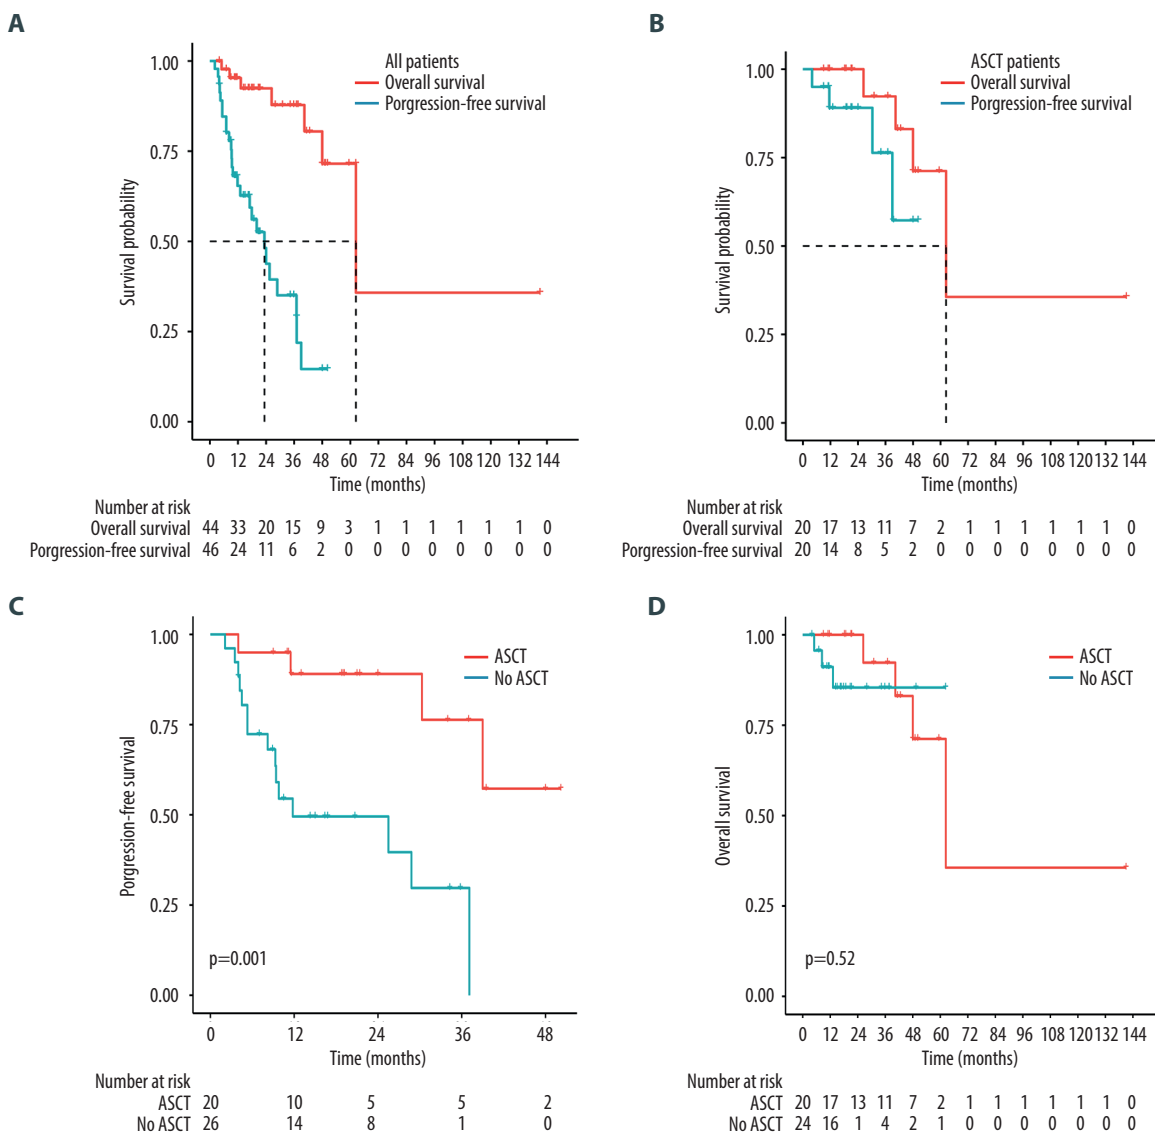 A
All patients
Overall survival
Porgression-free survival
Survival probability
1.00
0.75
0.50
0.25
0.00
0 12 24 36 48 60 72 84 96 108 120 132 144
Time (months)
Number at risk
Overall survival 44 33 20 15 9 3 1 1 1 1 1 1 0
Porgression-free survival 46 24 11 6 2 0 0 0 0 0 0 0 0
B
ASCT patients
Overall survival
Porgression-free survival
Survival probability
1.00
0.75
0.50
0.25
0.00
0 12 24 36 48 60 72 84 96 108 120 132 144
Time (months)
Number at risk
Overall survival 20 17 13 11 7 2 1 1 1 1 1 1 0
Porgression-free survival 20 14 8 5 2 0 0 0 0 0 0 0 0
C
ASCT
No ASCT
Porgression-free survival
1.00
0.75
0.50
0.25
0.00
p=0.001
0 12 24 36 48
Time (months)
Number at risk
ASCT 20 10 5 5 2
No ASCT 26 14 8 1 0
D
ASCT
No ASCT
Overall survival
1.00
0.75
0.50
0.25
0.00
p=0.52
0 12 24 36 48 60 72 84 96 108 120 132 144
Time (months)
Number at risk
ASCT 20 17 13 11 7 2 1 1 1 1 1 1 0
No ASCT 24 16 1 4 2 1 0 0 0 0 0 0 0